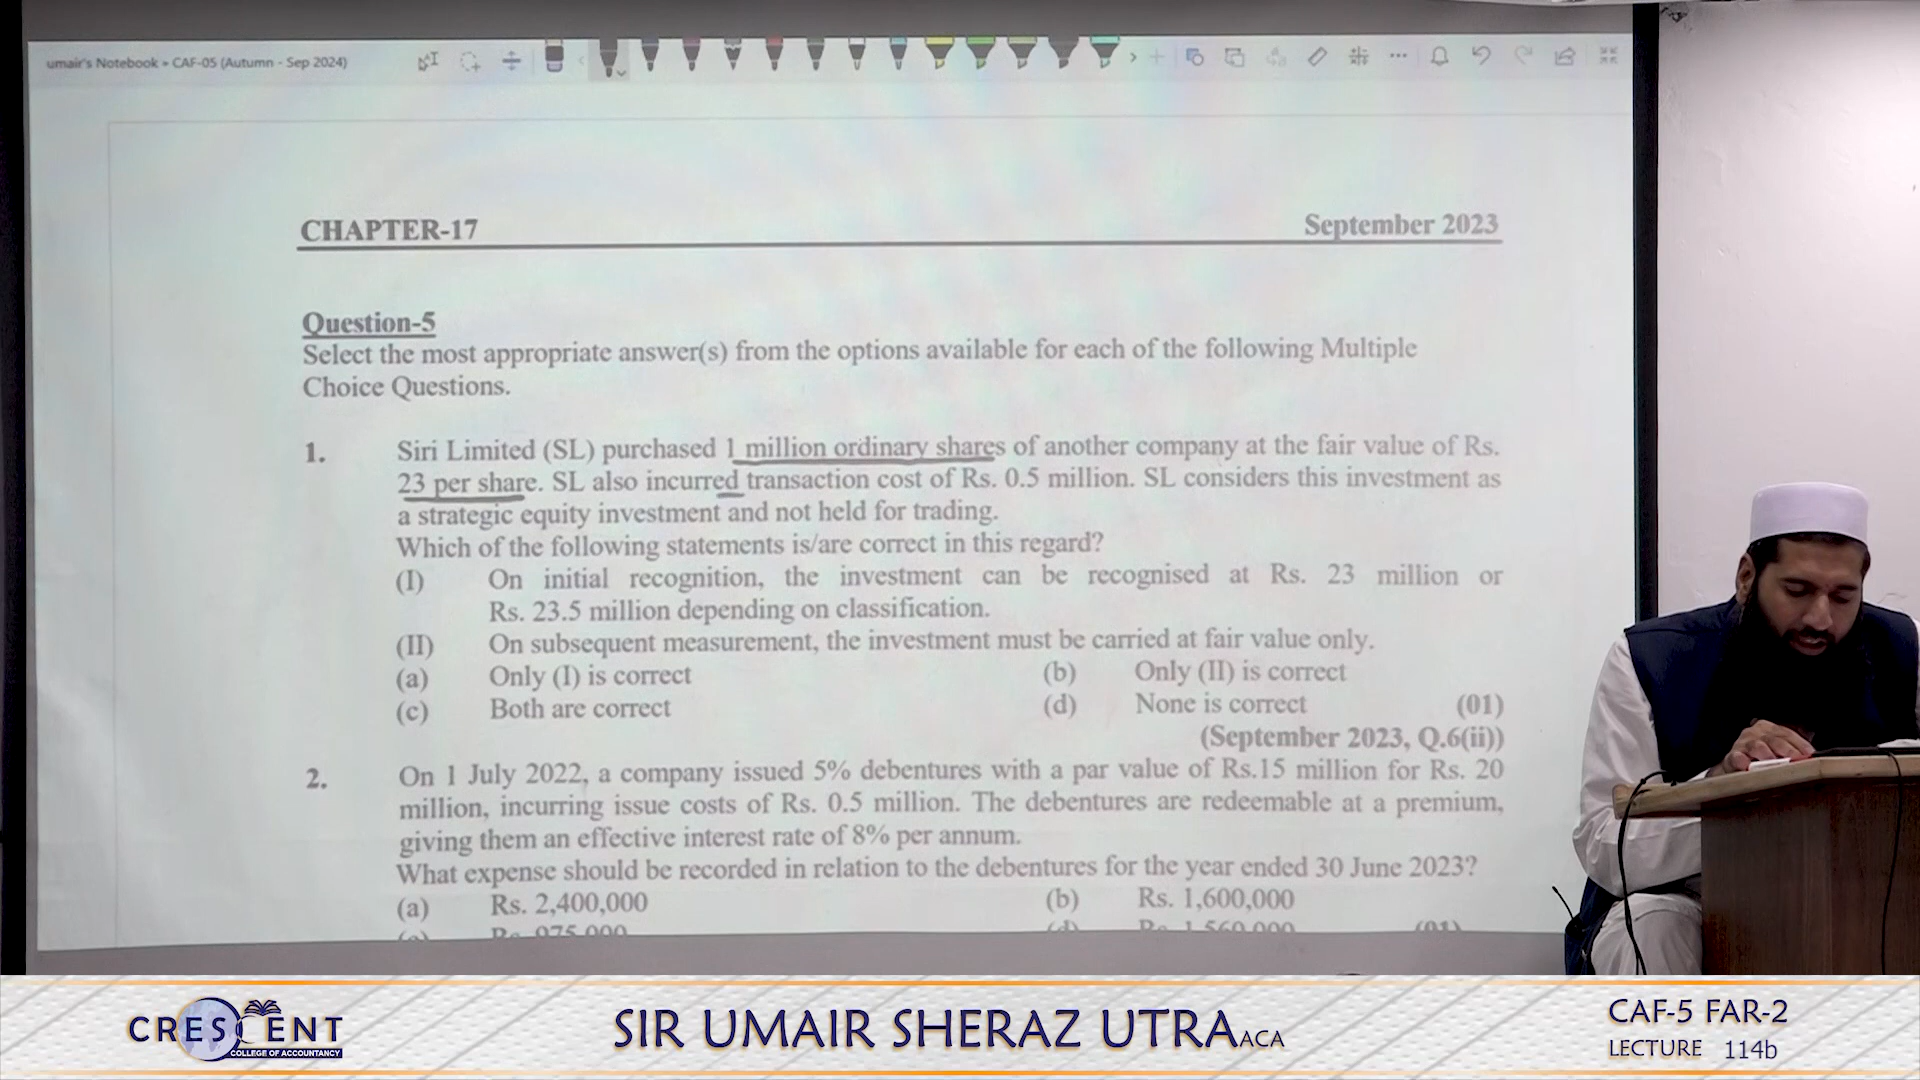 umair's Notebook » CAF-05 (Autumn - Sep 2024)
CHAPTER-17 September 2023
Question-5
Select the most appropriate answer(s) from the options available for each of the following Multiple
Choice Questions.
1. Siri Limited (SL) purchased 1 million ordinary shares of another company at the fair value of Rs.
23 per share. SL also incurred transaction cost of Rs. 0.5 million. SL considers this investment as
a strategic equity investment and not held for trading.
Which of the following statements is/are correct in this regard?
(I) On initial recognition, the investment can be recognised at Rs. 23 million or
Rs. 23.5 million depending on classification.
(II) On subsequent measurement, the investment must be carried at fair value only.
(a) Only (I) is correct (b) Only (II) is correct
(c) Both are correct (d) None is correct (01)
(September 2023, Q.6(ii))
2. On 1 July 2022, a company issued 5% debentures with a par value of Rs.15 million for Rs. 20
million, incurring issue costs of Rs. 0.5 million. The debentures are redeemable at a premium,
giving them an effective interest rate of 8% per annum.
What expense should be recorded in relation to the debentures for the year ended 30 June 2023?
(a) Rs. 2,400,000 (b) Rs. 1,600,000
(c) Rs. 975,000 (d) Rs. 1,560,000 (01)
CRESCENT
COLLEGE OF ACCOUNTANCY
SIR UMAIR SHERAZ UTRA ACA
CAF-5 FAR-2
LECTURE 114b